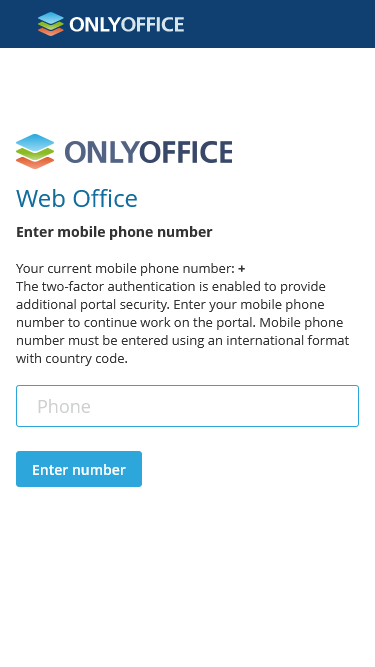 ONLYOFFICE
ONLYOFFICE
Web Office
Enter mobile phone number
Your current mobile phone number: +
The two-factor authentication is enabled to provide
additional portal security. Enter your mobile phone
number to continue work on the portal. Mobile phone
number must be entered using an international format
with country code.
Phone
Enter number